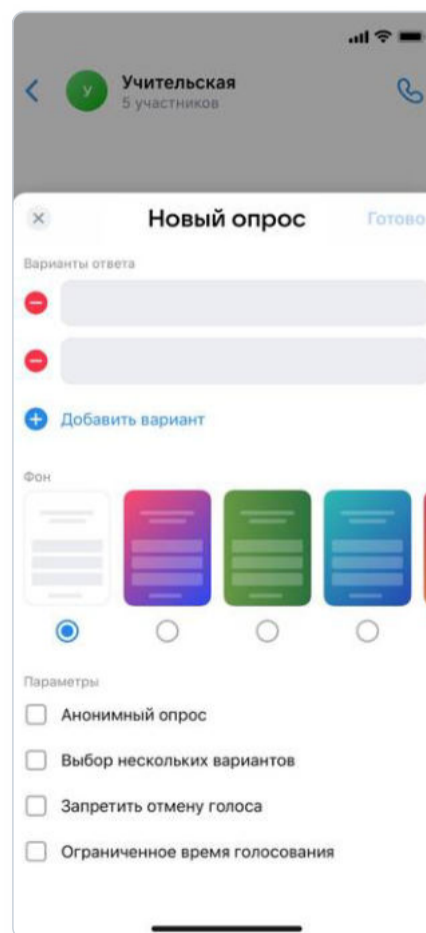 У
Учительская
5 участников
Новый опрос
Готово
Варианты ответа
Добавить вариант
Фон
Параметры
Анонимный опрос
Выбор нескольких вариантов
Запретить отмену голоса
Ограниченное время голосования